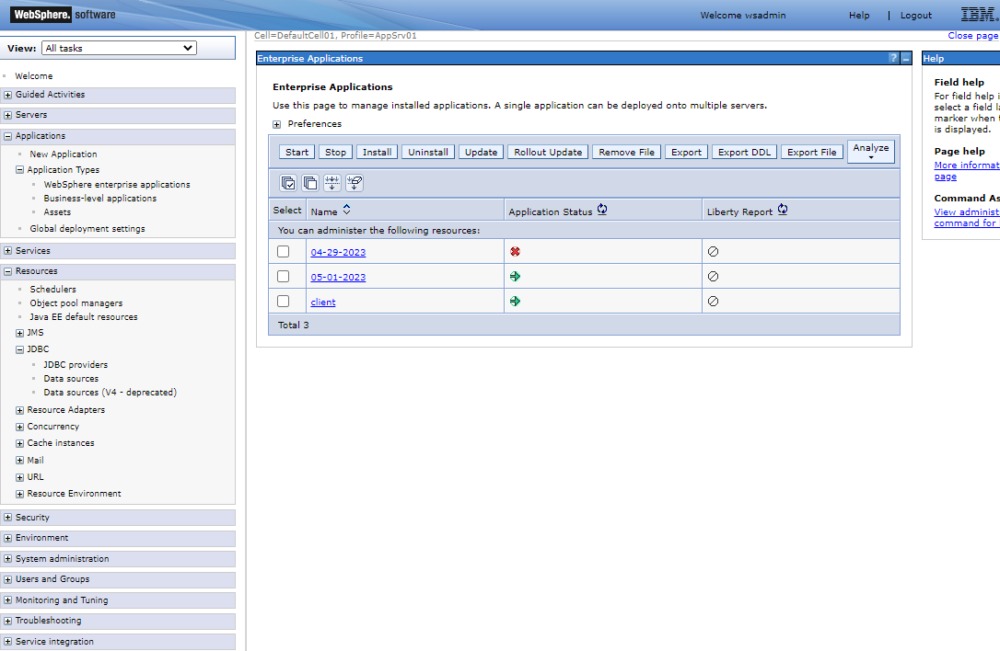 WebSphere. software
Welcome wsadmin
Help | Logout
IBM.
View: All tasks
Cell=DefaultCell01, Profile=AppSrv01
Close page
Welcome
Guided Activities
Servers
Applications
New Application
Application Types
WebSphere enterprise applications
Business-level applications
Assets
Global deployment settings
Services
Resources
Schedulers
Object pool managers
Java EE default resources
JMS
JDBC
JDBC providers
Data sources
Data sources (V4 - deprecated)
Resource Adapters
Concurrency
Cache instances
Mail
URL
Resource Environment
Security
Environment
System administration
Users and Groups
Monitoring and Tuning
Troubleshooting
Service integration
Enterprise Applications
?
Enterprise Applications
Use this page to manage installed applications. A single application can be deployed onto multiple servers.
Preferences
Start Stop Install Uninstall Update Rollout Update Remove File Export Export DDL Export File Analyze
Select Name Application Status Liberty Report
You can administer the following resources:
04-29-2023
05-01-2023
client
Total 3
Help
Field help
For field help i
select a field la
marker when t
is displayed.
Page help
More informat
page
Command As
View administ
command for